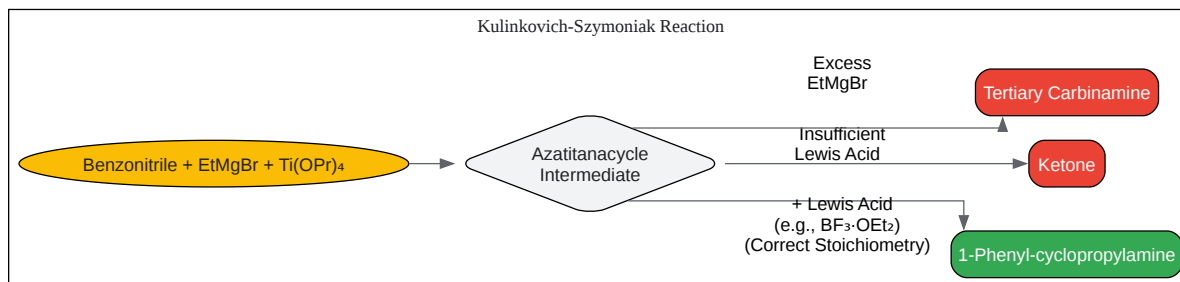 Kulinkovich-Szymoniak Reaction
Excess
EtMgBr
Tertiary Carbinamine
Benzonitrile + EtMgBr + Ti(OPr)₄
Azatitanacycle
Intermediate
Insufficient
Lewis Acid
Ketone
+ Lewis Acid
(e.g., BF₃·OEt₂)
(Correct Stoichiometry)
1-Phenyl-cyclopropylamine